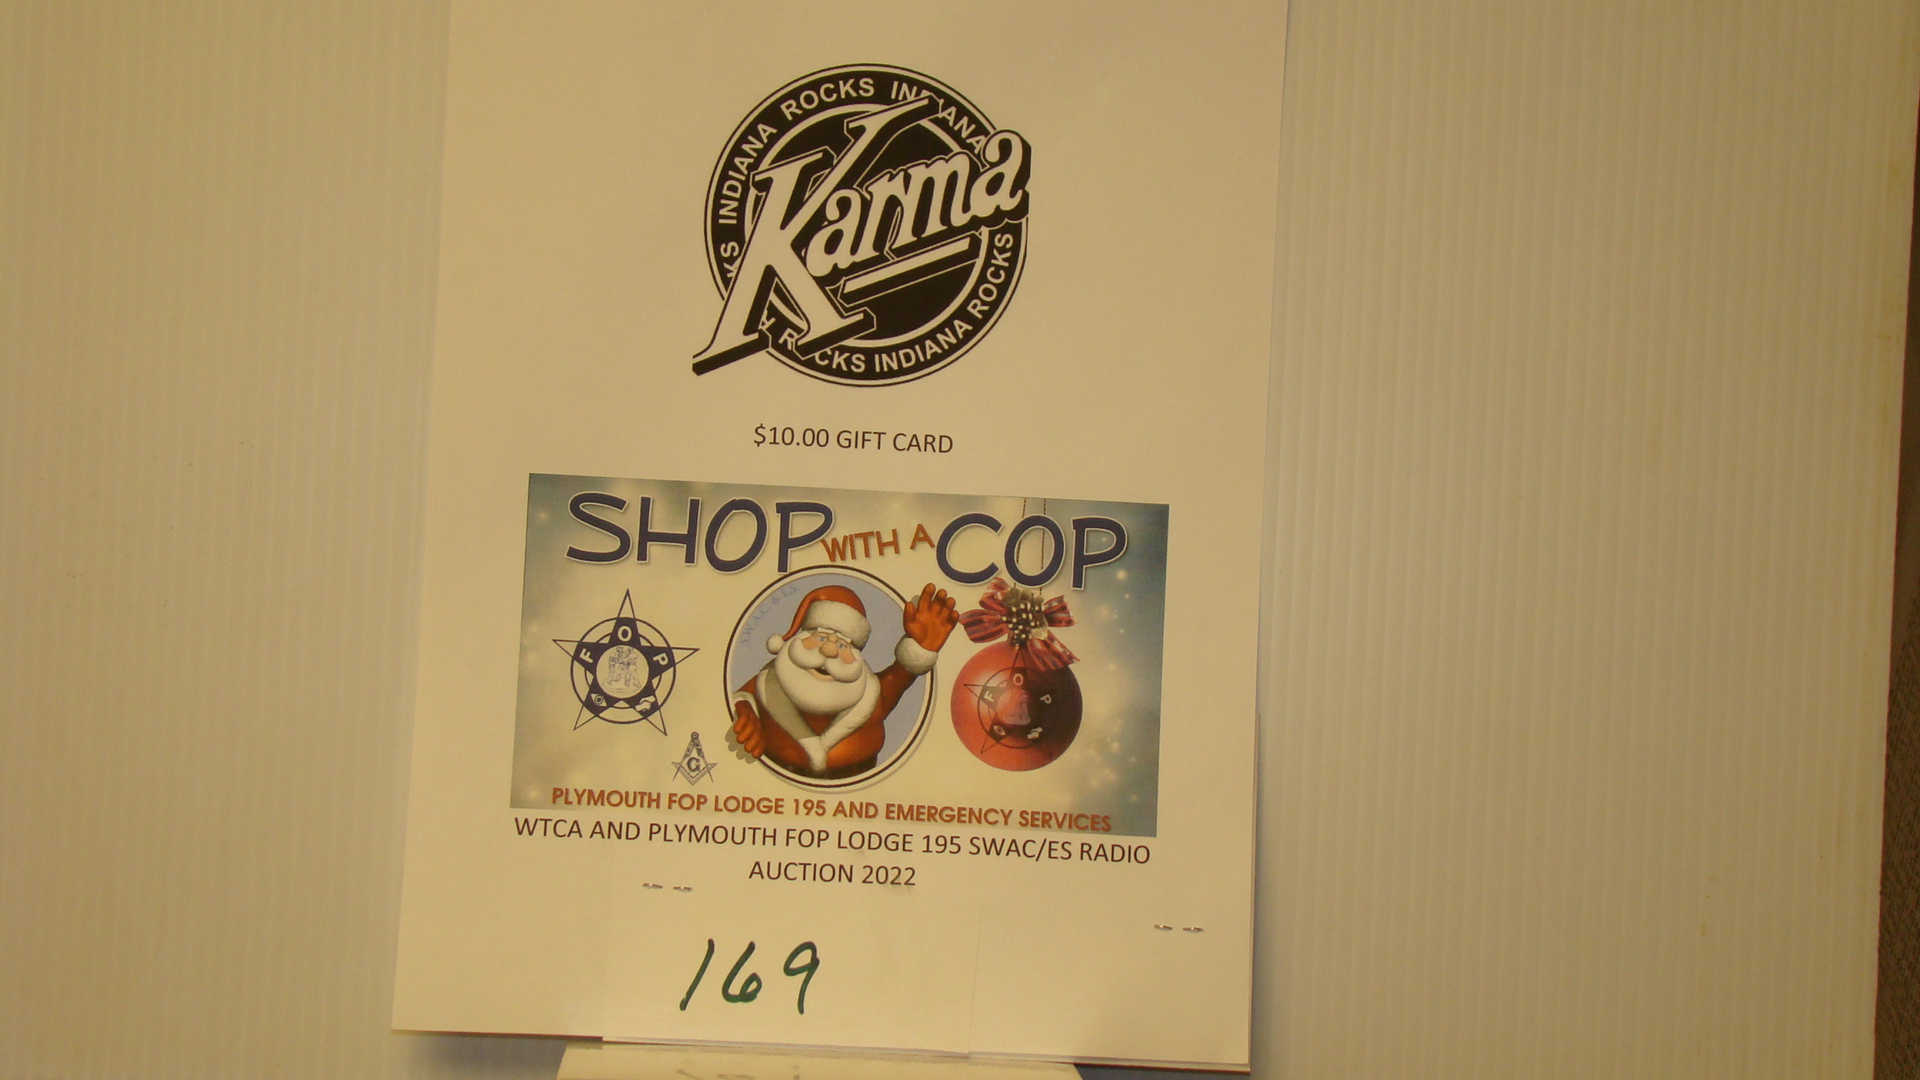 INDIANA ROCKS INDIANA ROCKS INDIANA ROCKS
Karma
$10.00 GIFT CARD
SHOP WITH A COP
S.W.A.C & E.S.
F O P
F O P
G
PLYMOUTH FOP LODGE 195 AND EMERGENCY SERVICES
WTCA AND PLYMOUTH FOP LODGE 195 SWAC/ES RADIO
AUCTION 2022
169